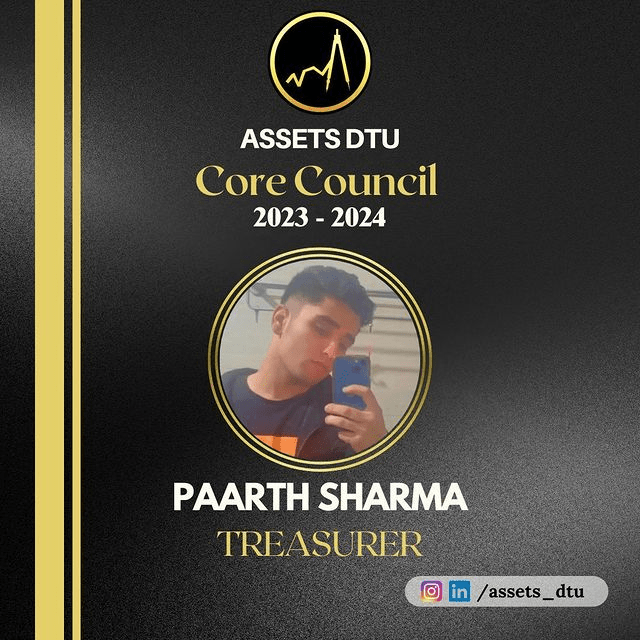 ASSETS DTU
Core Council
2023 - 2024
PAARTH SHARMA
TREASURER
/assets_dtu